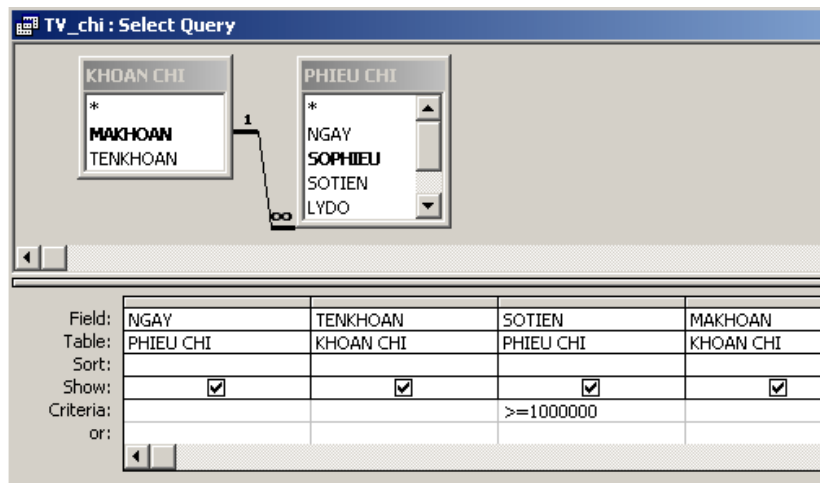 TV_chi : Select Query
KHOAN CHI
*
MAKHOAN
TENKHOAN
1
∞
PHIEU CHI
*
NGAY
SOPHIEU
SOTIEN
LYDO
Field: NGAY TENKHOAN SOTIEN MAKHOAN
Table: PHIEU CHI KHOAN CHI PHIEU CHI KHOAN CHI
Sort:
Show:
Criteria: >=1000000
or: